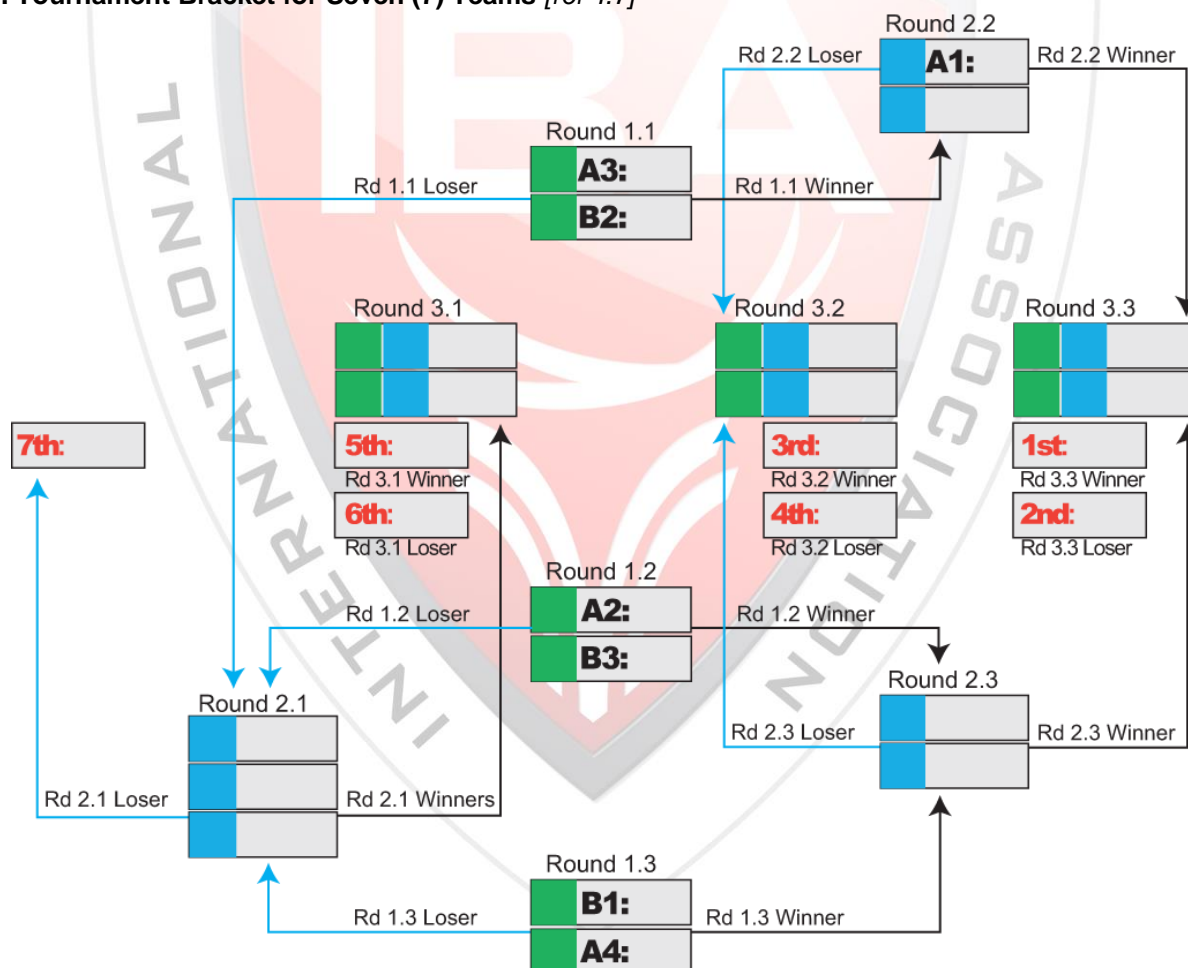 Tournament Bracket for Seven (7) Teams [for 4.4]
Round 2.2
Rd 2.2 Loser
A1:
Rd 2.2 Winner
Round 1.1
A3:
Rd 1.1 Loser
Rd 1.1 Winner
B2:
Round 3.1
Round 3.2
Round 3.3
7th:
5th:
Rd 3.1 Winner
6th:
Rd 3.1 Loser
3rd:
Rd 3.2 Winner
4th:
Rd 3.2 Loser
1st:
Rd 3.3 Winner
2nd:
Rd 3.3 Loser
Round 1.2
Rd 1.2 Loser
A2:
Rd 1.2 Winner
B3:
Round 2.1
Round 2.3
Rd 2.3 Loser
Rd 2.3 Winner
Rd 2.1 Loser
Rd 2.1 Winners
Round 1.3
B1:
Rd 1.3 Loser
Rd 1.3 Winner
A4:
IBA
INTERNATIONAL
ASSOCIATION